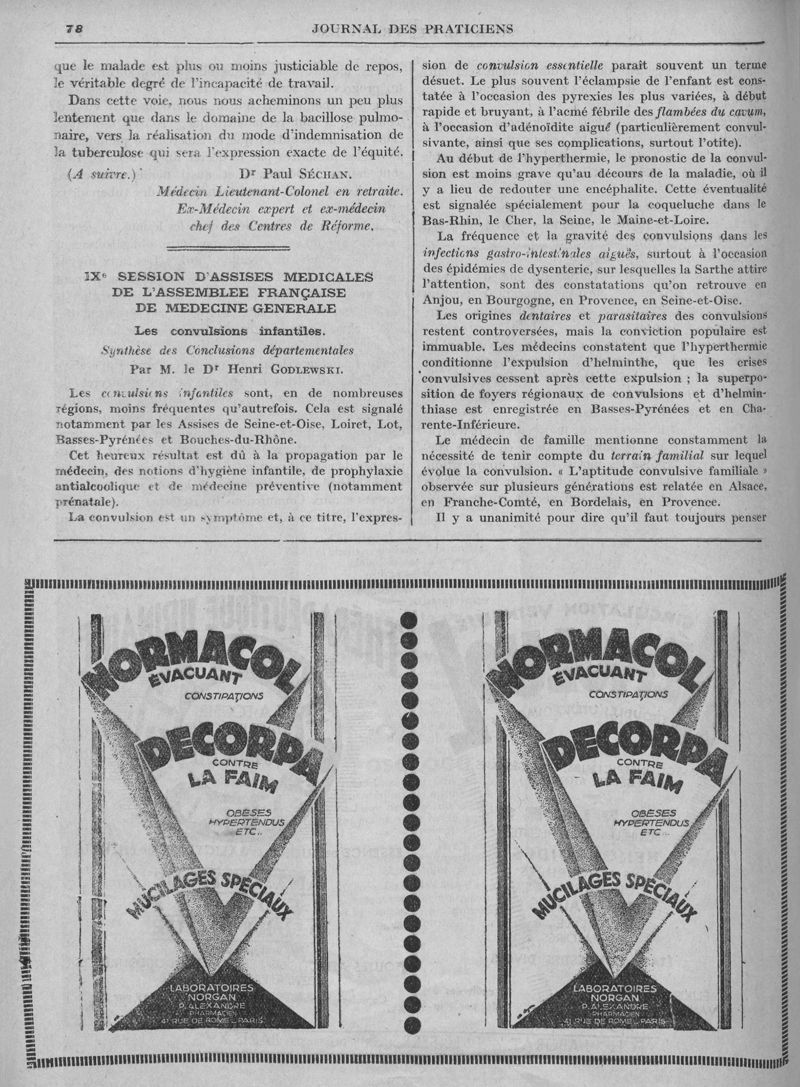 78
JOURNAL DES PRATICIENS
que le malade est plus ou moins justiciable de repos,
le véritable degré de l'incapacité de travail.
Dans cette voie, nous nous acheminons un peu plus
lentement que dans le domaine de la bacillose pulmo-
naire, vers la réalisation du mode d'indemnisation de
la tuberculose qui sera l'expression exacte de l'équité.
(A suivre.) Dr Paul SÉCHAN.
Médecin Lieutenant-Colonel en retraite.
Ex-Médecin expert et ex-médecin
chef des Centres de Réforme.
IXe SESSION D'ASSISES MEDICALES
DE L'ASSEMBLEE FRANÇAISE
DE MEDECINE GENERALE
Les convulsions infantiles.
Synthèse des Conclusions départementales
Par M. le Dr Henri GODLEWSKI.
Les convulsions infantiles sont, en de nombreuses
régions, moins fréquentes qu'autrefois. Cela est signalé
notamment par les Assises de Seine-et-Oise, Loiret, Lot,
Basses-Pyrénées et Bouches-du-Rhône.
Cet heureux résultat est dû à la propagation par le
médecin, des notions d'hygiène infantile, de prophylaxie
antialcoolique et de médecine préventive (notamment
prénatale).
La convulsion est un symptôme et, à ce titre, l'expres-
sion de convulsion essentielle paraît souvent un terme
désuet. Le plus souvent l'éclampsie de l'enfant est cons-
tatée à l'occasion des pyrexies les plus variées, à début
rapide et bruyant, à l'acmé fébrile des flambées du cavum,
à l'occasion d'adénoïdite aiguë (particulièrement convul-
sivante, ainsi que ses complications, surtout l'otite).
Au début de l'hyperthermie, le pronostic de la convul-
sion est moins grave qu'au décours de la maladie, où il
y a lieu de redouter une encéphalite. Cette éventualité
est signalée spécialement pour la coqueluche dans le
Bas-Rhin, le Cher, la Seine, le Maine-et-Loire.
La fréquence et la gravité des convulsions dans les
infections gastro-intestinales aiguës, surtout à l'occasion
des épidémies de dysenterie, sur lesquelles la Sarthe attire
l'attention, sont des constatations qu'on retrouve en
Anjou, en Bourgogne, en Provence, en Seine-et-Oise.
Les origines dentaires et parasitaires des convulsions
restent controversées, mais la conviction populaire est
immuable. Les médecins constatent que l'hyperthermie
conditionne l'expulsion d'helminthe, que les crises
convulsives cessent après cette expulsion ; la superpo-
sition de foyers régionaux de convulsions et d'helmin-
thiase est enregistrée en Basses-Pyrénées et en Cha-
rente-Inférieure.
Le médecin de famille mentionne constamment la
nécessité de tenir compte du terrain familial sur lequel
évolue la convulsion. « L'aptitude convulsive familiale »
observée sur plusieurs générations est relatée en Alsace,
en Franche-Comté, en Bordelais, en Provence.
Il y a unanimité pour dire qu'il faut toujours penser
NORMACOL
ÉVACUANT
CONSTIPATIONS
DECORPA
CONTRE
LA FAIM
OBÈSES
HYPERTENDUS
ETC..
MUCILAGES SPÉCIAUX
LABORATOIRES
NORGAN
P. ALEXANDRE
PHARMACIEN
41 RUE DE ROME _ PARIS
NORMACOL
ÉVACUANT
CONSTIPATIONS
DECORPA
CONTRE
LA FAIM
OBÈSES
HYPERTENDUS
ETC...
MUCILAGES SPÉCIAUX
LABORATOIRES
NORGAN
P. ALEXANDRE
PHARMACIEN
41 RUE DE ROME _ PARIS